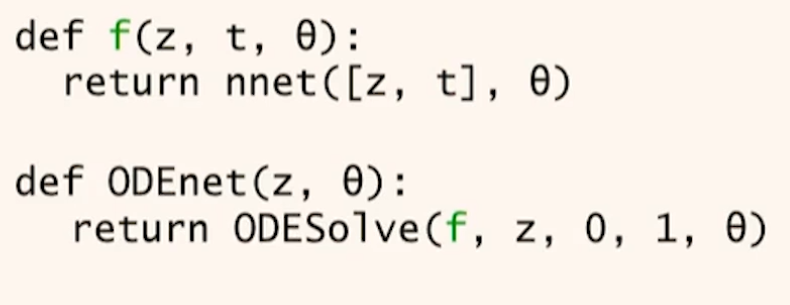 def f(z, t, θ):
  return nnet([z, t], θ)
def ODEnet(z, θ):
  return ODESolve(f, z, 0, 1, θ)